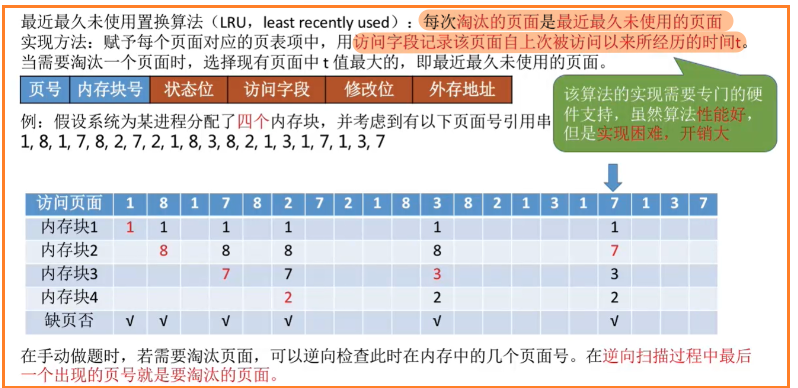 最近最久未使用置换算法（LRU，least recently used）：每次淘汰的页面是最近最久未使用的页面
实现方法：赋予每个页面对应的页表项中，用访问字段记录该页面自上次被访问以来所经历的时间t。
当需要淘汰一个页面时，选择现有页面中 t 值最大的，即最近最久未使用的页面。
页号 内存块号 状态位 访问字段 修改位 外存地址
该算法的实现需要专门的硬
件支持，虽然算法性能好，
但是实现困难，开销大
例：假设系统为某进程分配了四个内存块，并考虑到有以下页面号引用串
1, 8, 1, 7, 8, 2, 7, 2, 1, 8, 3, 8, 2, 1, 3, 1, 7, 1, 3, 7
访问页面 1 8 1 7 8 2 7 2 1 8 3 8 2 1 3 1 7 1 3 7
内存块1 1 1 1 1 1 1
内存块2 8 8 8 8 7
内存块3 7 7 3 3
内存块4 2 2 2
缺页否 √ √ √ √ √ √
在手动做题时，若需要淘汰页面，可以逆向检查此时在内存中的几个页面号。在逆向扫描过程中最后
一个出现的页号就是要淘汰的页面。